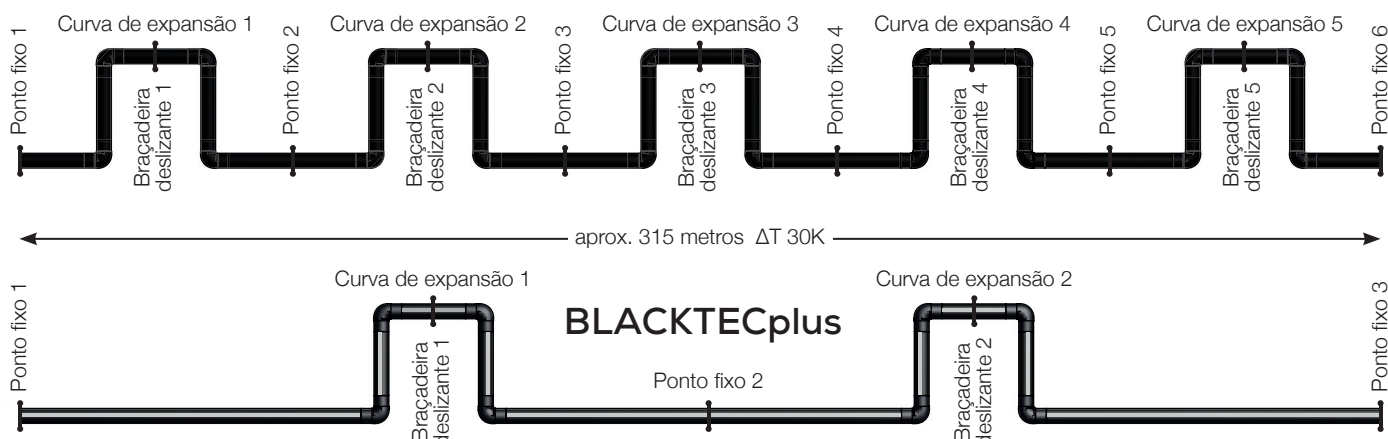 Ponto fixo 1
Curva de expansão 1
Braçadeira
deslizante 1
Ponto fixo 2
Curva de expansão 2
Braçadeira
deslizante 2
Ponto fixo 3
Curva de expansão 3
Braçadeira
deslizante 3
Ponto fixo 4
Curva de expansão 4
Braçadeira
deslizante 4
Ponto fixo 5
Curva de expansão 5
Braçadeira
deslizante 5
Ponto fixo 6
aprox. 315 metros ΔT 30K
Ponto fixo 1
Curva de expansão 1
Braçadeira
deslizante 1
BLACKTECplus
Ponto fixo 2
Curva de expansão 2
Braçadeira
deslizante 2
Ponto fixo 3